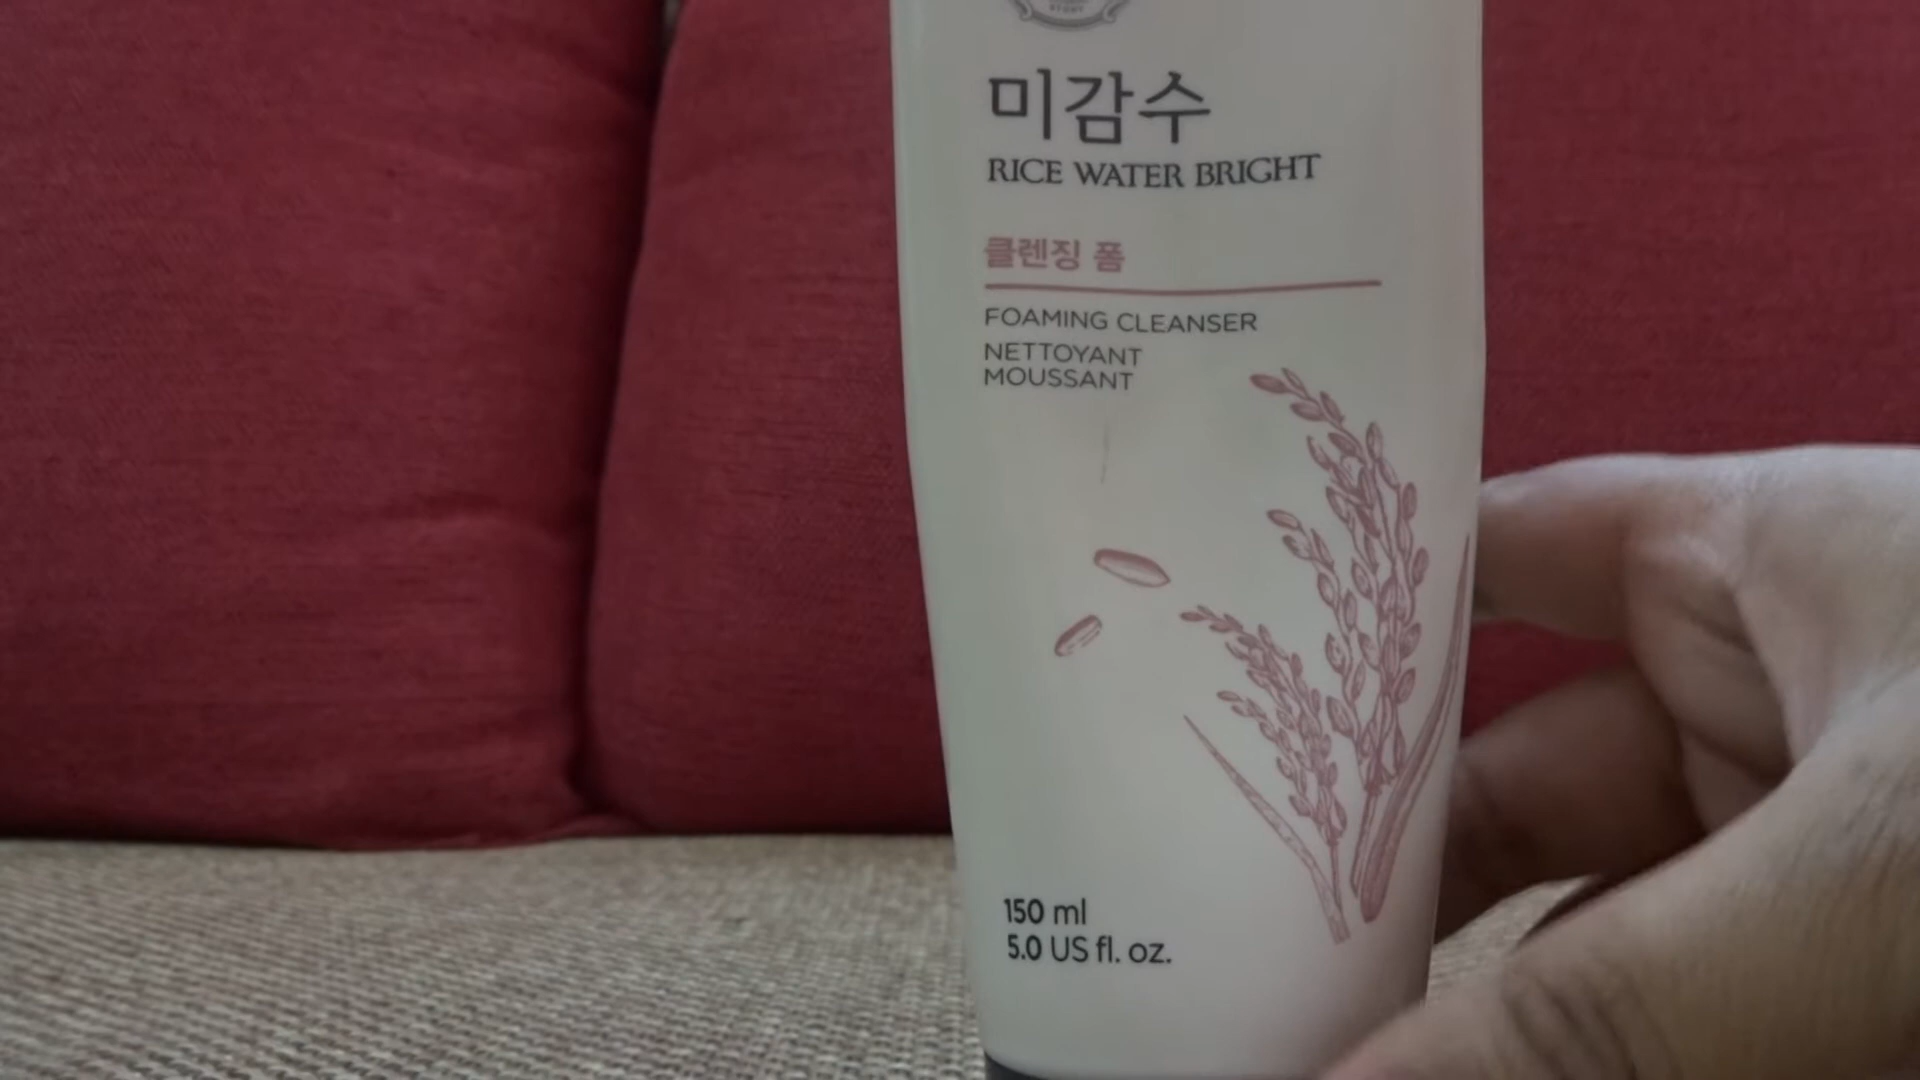 미감수
RICE WATER BRIGHT
클렌징 폼
FOAMING CLEANSER
NETTOYANT
MOUSSANT
150 ml
5.0 US fl. oz.